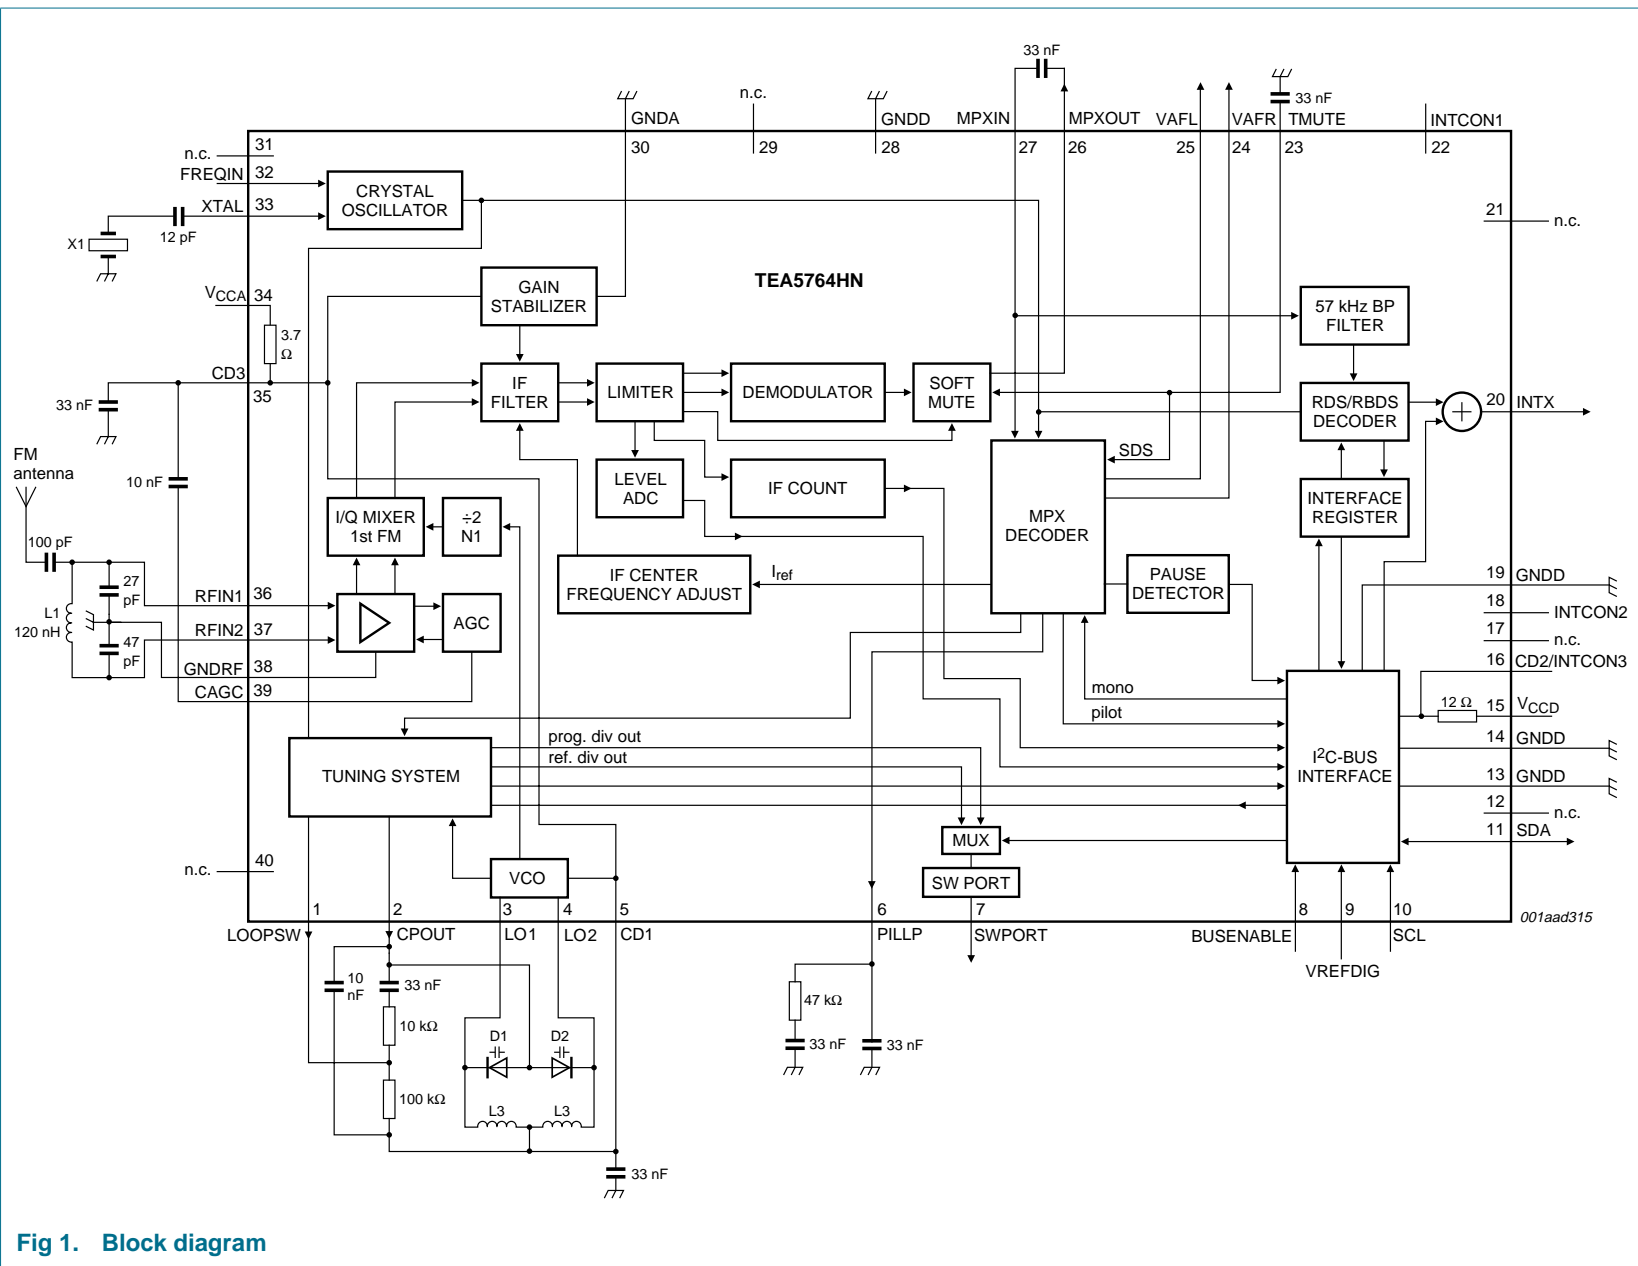 33 nF
n.c.
GNDA
GNDD
MPXIN
MPXOUT
VAFL
VAFR
TMUTE
33 nF
INTCON1
30
29
28
27
26
25
24
23
22
n.c.
31
FREQIN
32
XTAL
33
12 pF
X1
CRYSTAL
OSCILLATOR
21
n.c.
TEA5764HN
VCCA
34
3.7
Ω
GAIN
STABILIZER
57 kHz BP
FILTER
CD3
35
33 nF
IF
FILTER
LIMITER
DEMODULATOR
SOFT
MUTE
RDS/RBDS
DECODER
+
20
INTX
SDS
FM
antenna
10 nF
LEVEL
ADC
IF COUNT
MPX
DECODER
INTERFACE
REGISTER
I/Q MIXER
1st FM
÷2
N1
100 pF
IF CENTER
FREQUENCY ADJUST
Iref
PAUSE
DETECTOR
19
GNDD
27
pF
RFIN1
36
L1
120 nH
RFIN2
37
47
pF
AGC
18
INTCON2
17
n.c.
GNDRF
38
CAGC
39
16
CD2/INTCON3
mono
pilot
12 Ω
15
VCCD
prog. div out
ref. div out
TUNING SYSTEM
I2C-BUS
INTERFACE
14
GNDD
13
GNDD
12
n.c.
11
SDA
MUX
n.c.
40
VCO
SW PORT
1
2
3
4
5
6
7
8
9
10
001aad315
LOOPSW
CPOUT
LO1
LO2
CD1
PILLP
SWPORT
BUSENABLE
SCL
VREFDIG
10
nF
33 nF
47 kΩ
10 kΩ
D1
D2
33 nF
33 nF
100 kΩ
L3
L3
33 nF
Fig 1. Block diagram